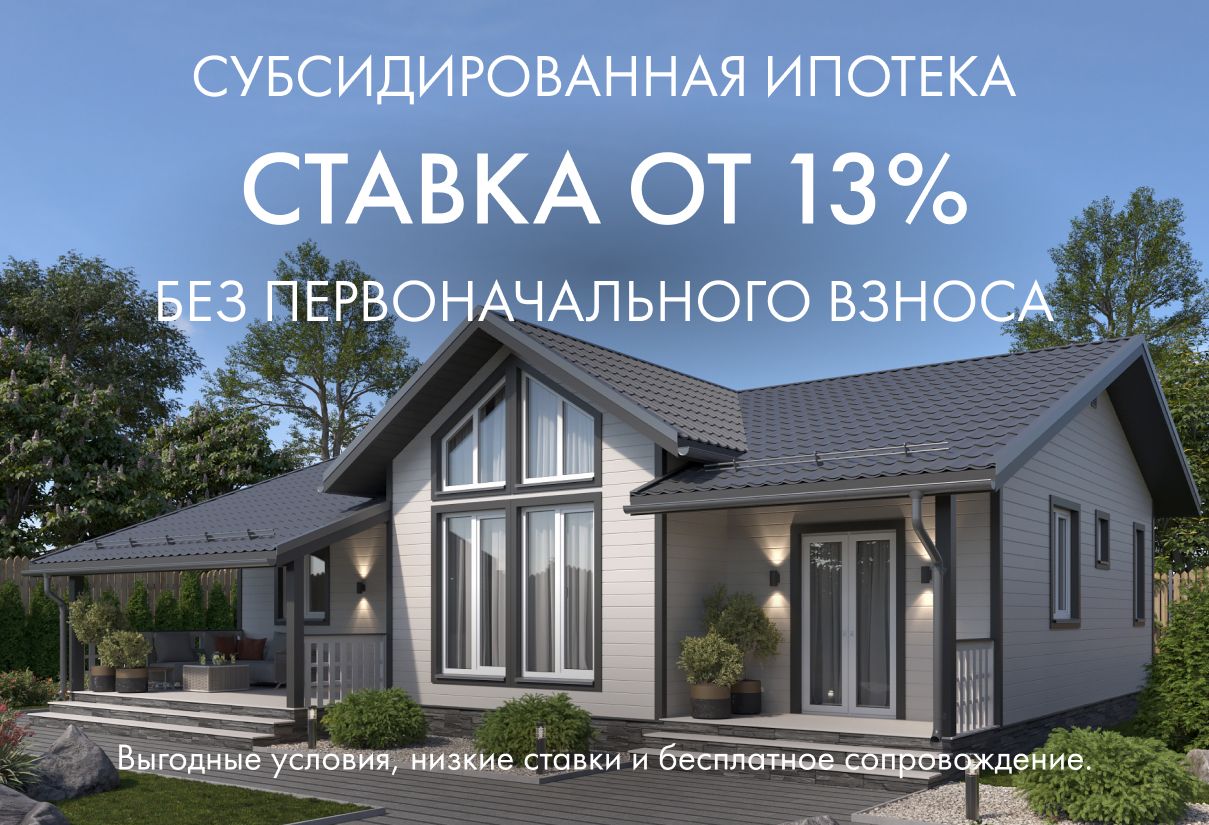 СУБСИДИРОВАННАЯ ИПОТЕКА
СТАВКА ОТ 13%
БЕЗ ПЕРВОНАЧАЛЬНОГО ВЗНОСА
Выгодные условия, низкие ставки и бесплатное сопровождение.